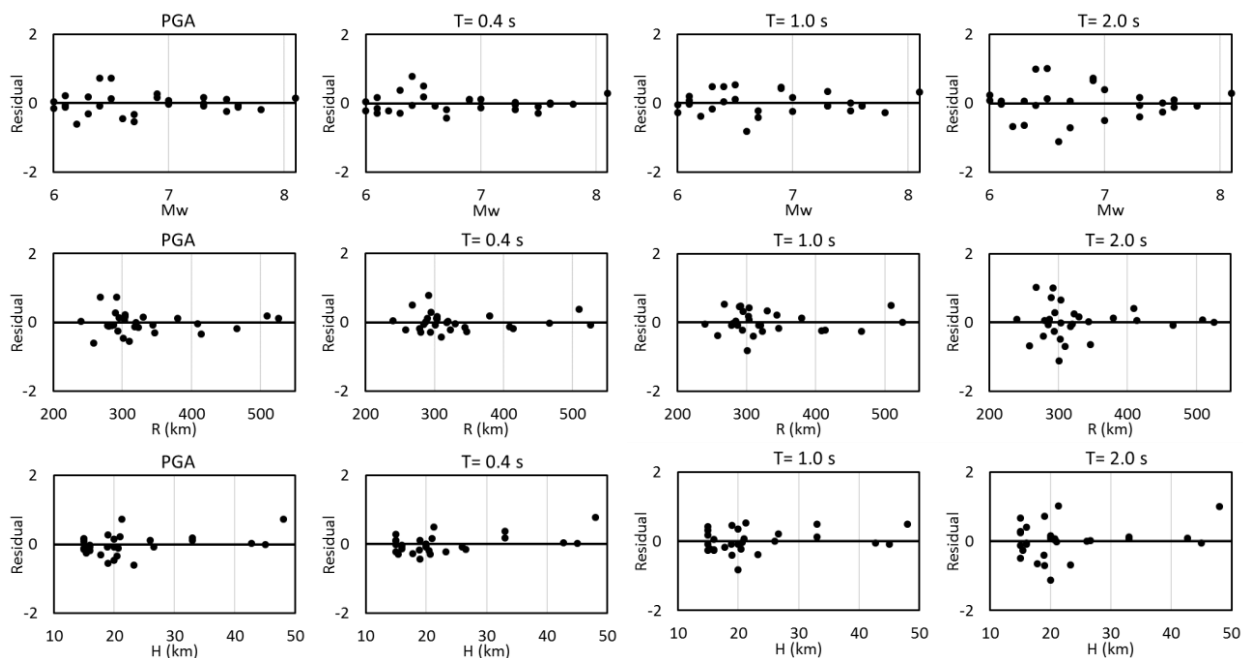 PGA T= 0.4 s T= 1.0 s T= 2.0 s
2 2 2 2
Residual Residual Residual Residual
0 0 0 0
-2 -2 -2 -2
6 7 8 6 7 8 6 7 8 6 7 8
Mw Mw Mw Mw
PGA T= 0.4 s T= 1.0 s T= 2.0 s
2 2 2 2
Residual Residual Residual Residual
0 0 0 0
-2 -2 -2 -2
200 300 400 500 200 300 400 500 200 300 400 500 200 300 400 500
R (km) R (km) R (km) R (km)
PGA T= 0.4 s T= 1.0 s T= 2.0 s
2 2 2 2
Residual Residual Residual Residual
0 0 0 0
-2 -2 -2 -2
10 20 30 40 50 10 20 30 40 50 10 20 30 40 50 10 20 30 40 50
H (km) H (km) H (km) H (km)